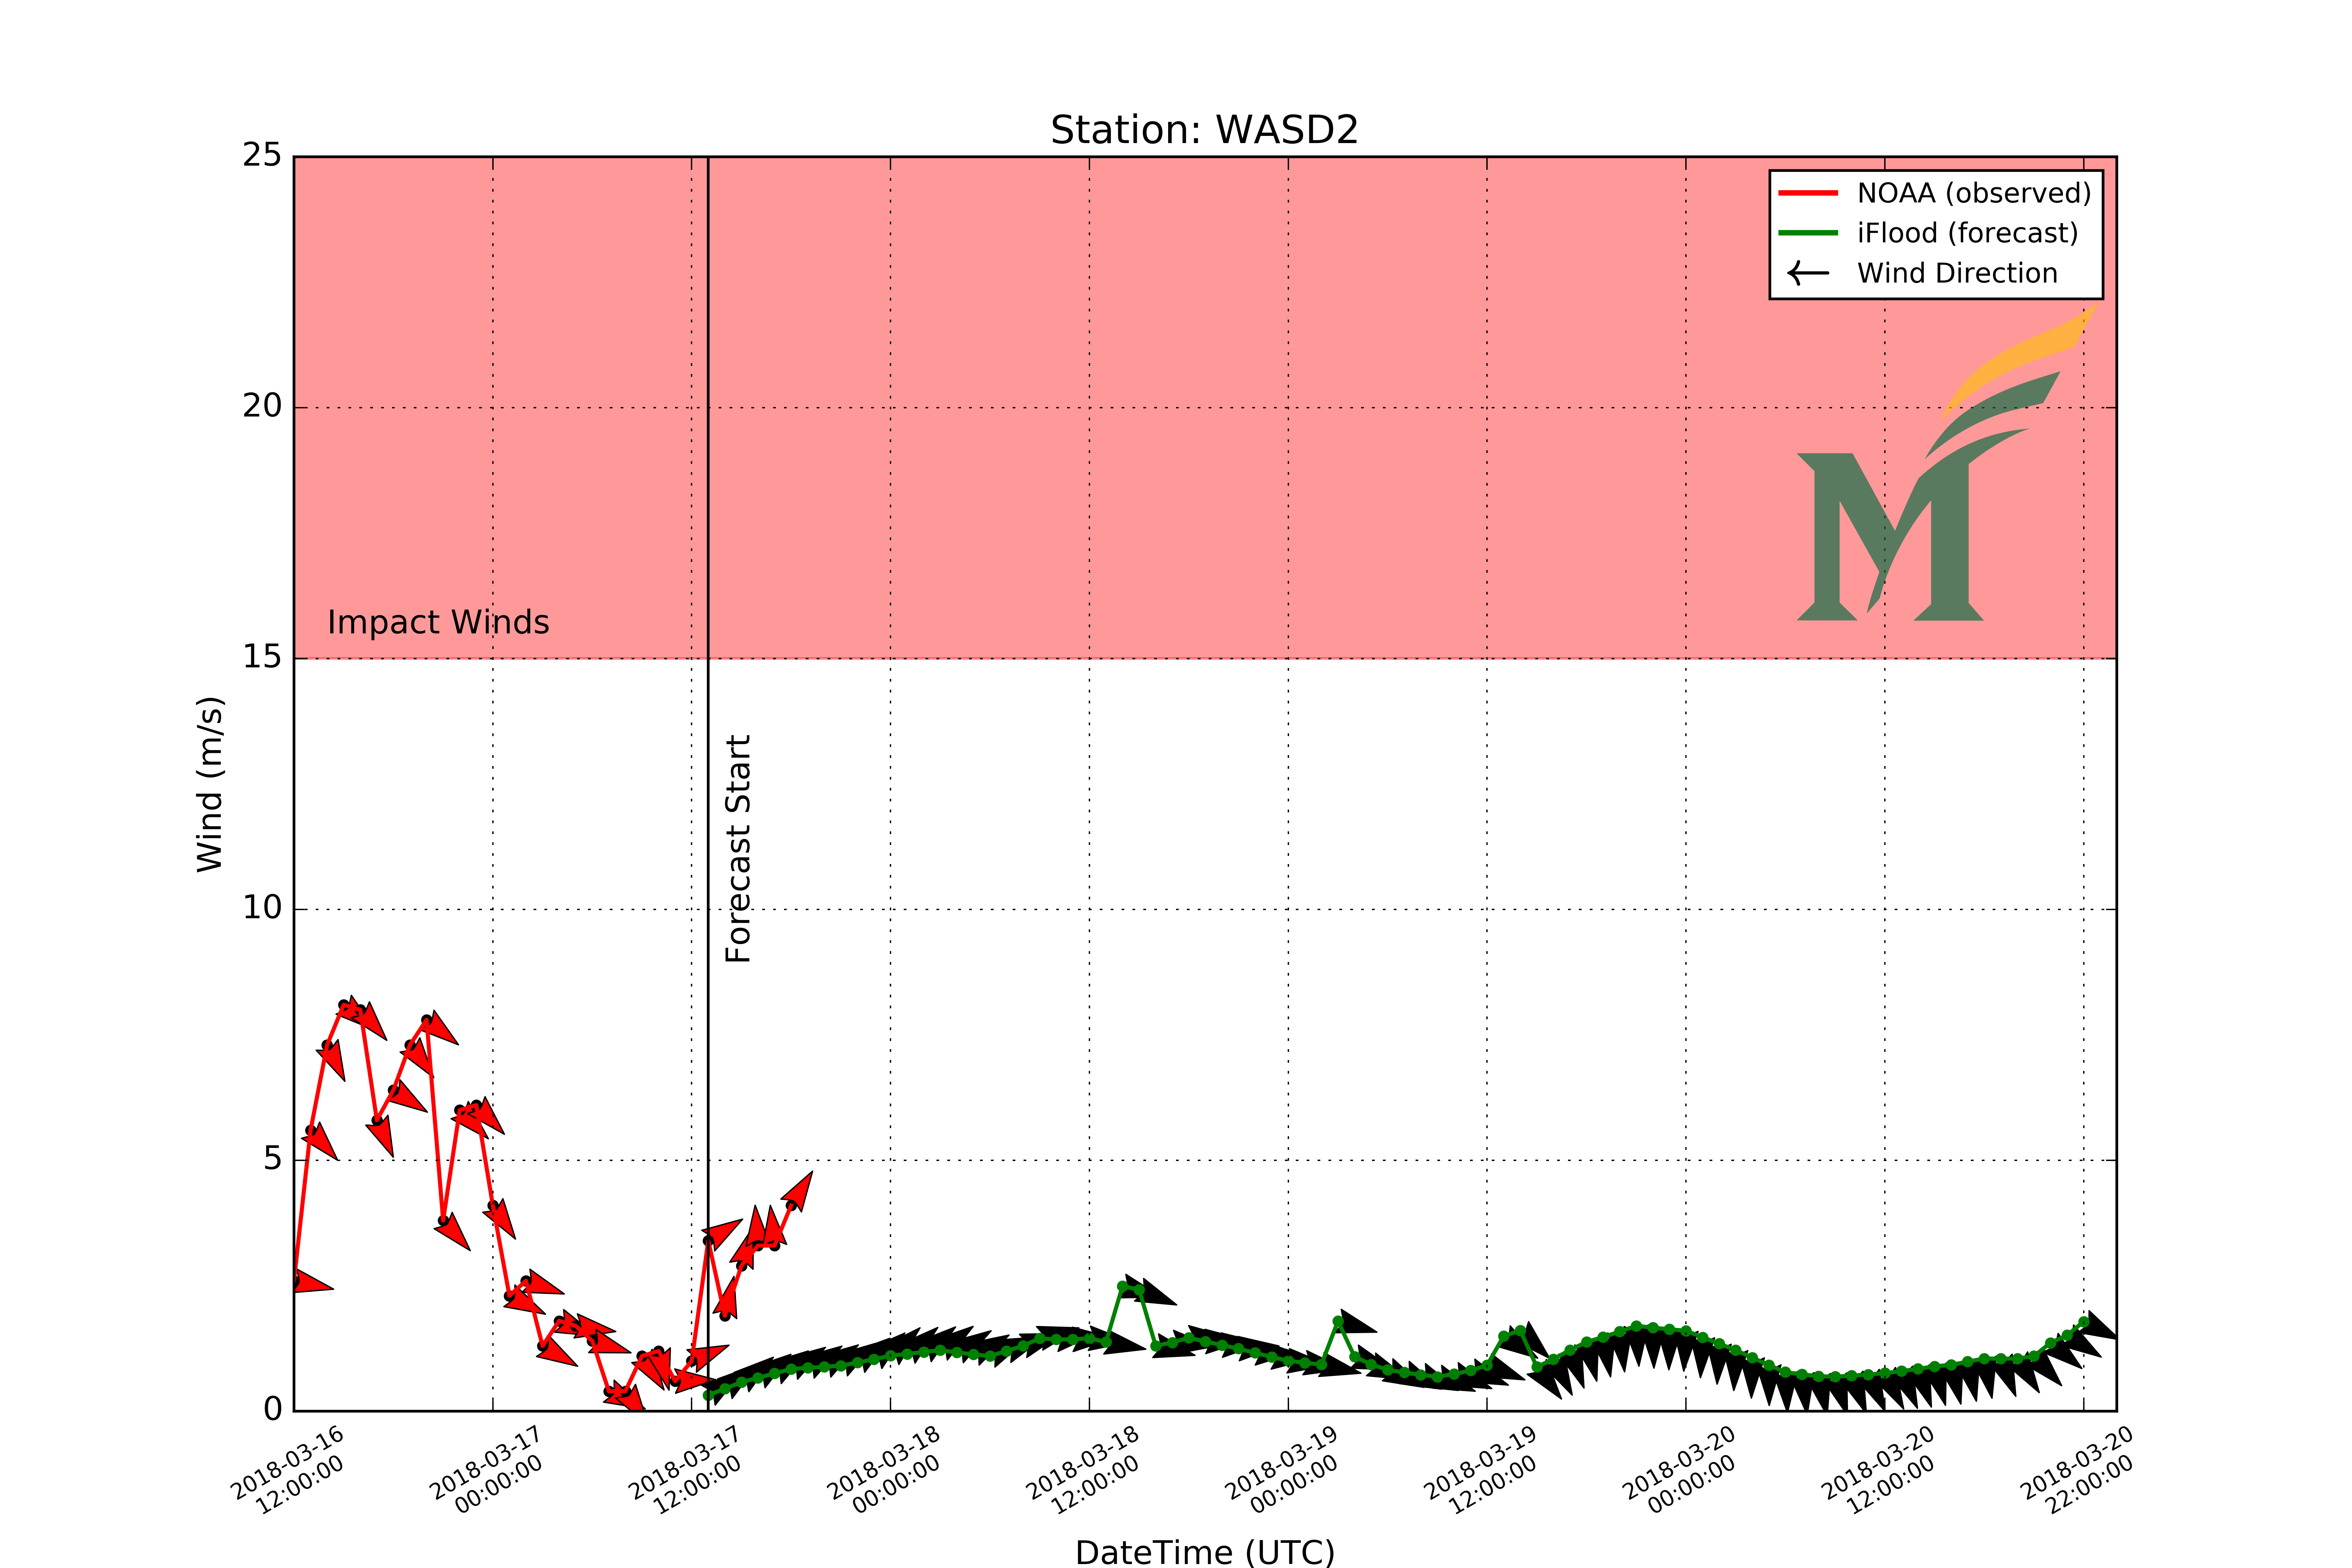 Station: WASD2
25
20
15
10
5
0
Wind (m/s)
NOAA (observed)
iFlood (forecast)
Wind Direction
M
Impact Winds
Forecast Start
2018-03-16
12:00:00
2018-03-17
00:00:00
2018-03-17
12:00:00
2018-03-18
00:00:00
2018-03-18
12:00:00
2018-03-19
00:00:00
2018-03-19
12:00:00
2018-03-20
00:00:00
2018-03-20
12:00:00
2018-03-20
22:00:00
DateTime (UTC)